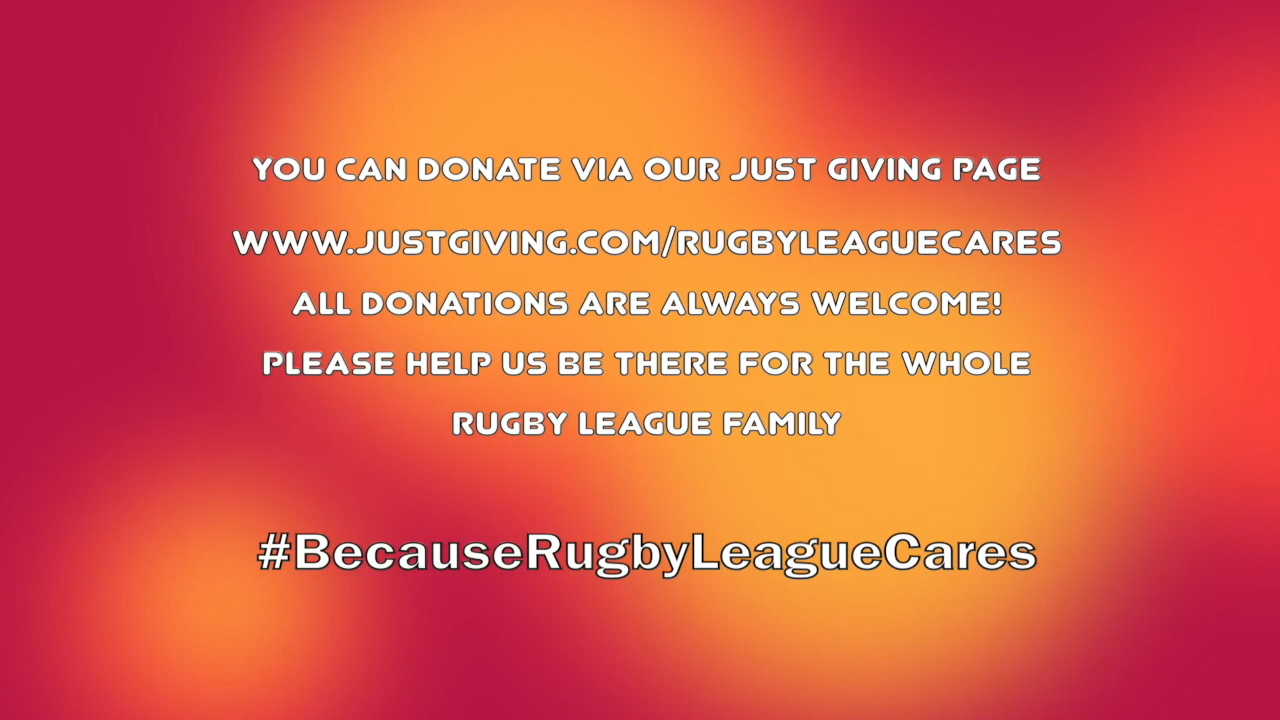 YOU CAN DONATE VIA OUR JUST GIVING PAGE
WWW.JUSTGIVING.COM/RUGBYLEAGUECARES
ALL DONATIONS ARE ALWAYS WELCOME!
PLEASE HELP US BE THERE FOR THE WHOLE
RUGBY LEAGUE FAMILY
#BecauseRugbyLeagueCares